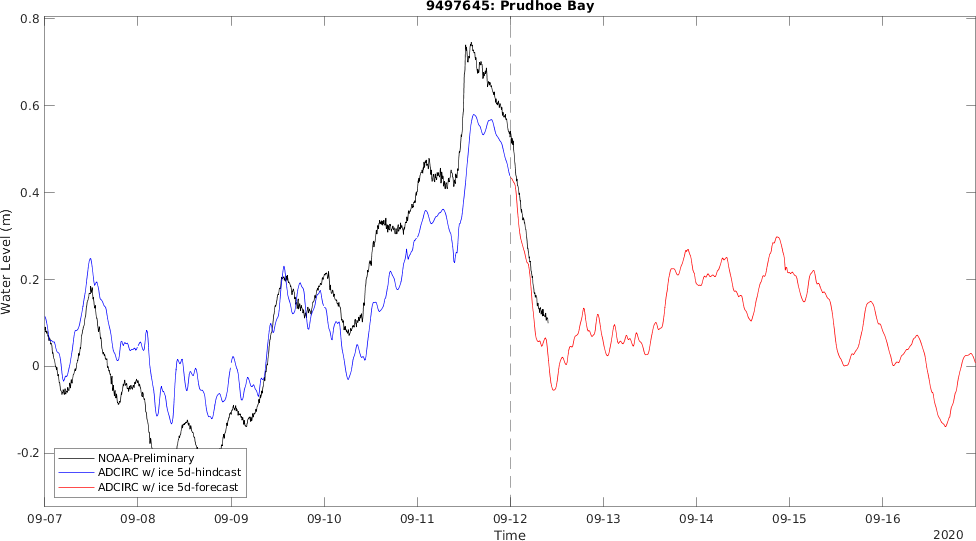 9497645: Prudhoe Bay
0.8
0.6
0.4
0.2
0
-0.2
Water Level (m)
NOAA-Preliminary
ADCIRC w/ ice 5d-hindcast
ADCIRC w/ ice 5d-forecast
09-07 09-08 09-09 09-10 09-11 09-12 09-13 09-14 09-15 09-16
Time
2020